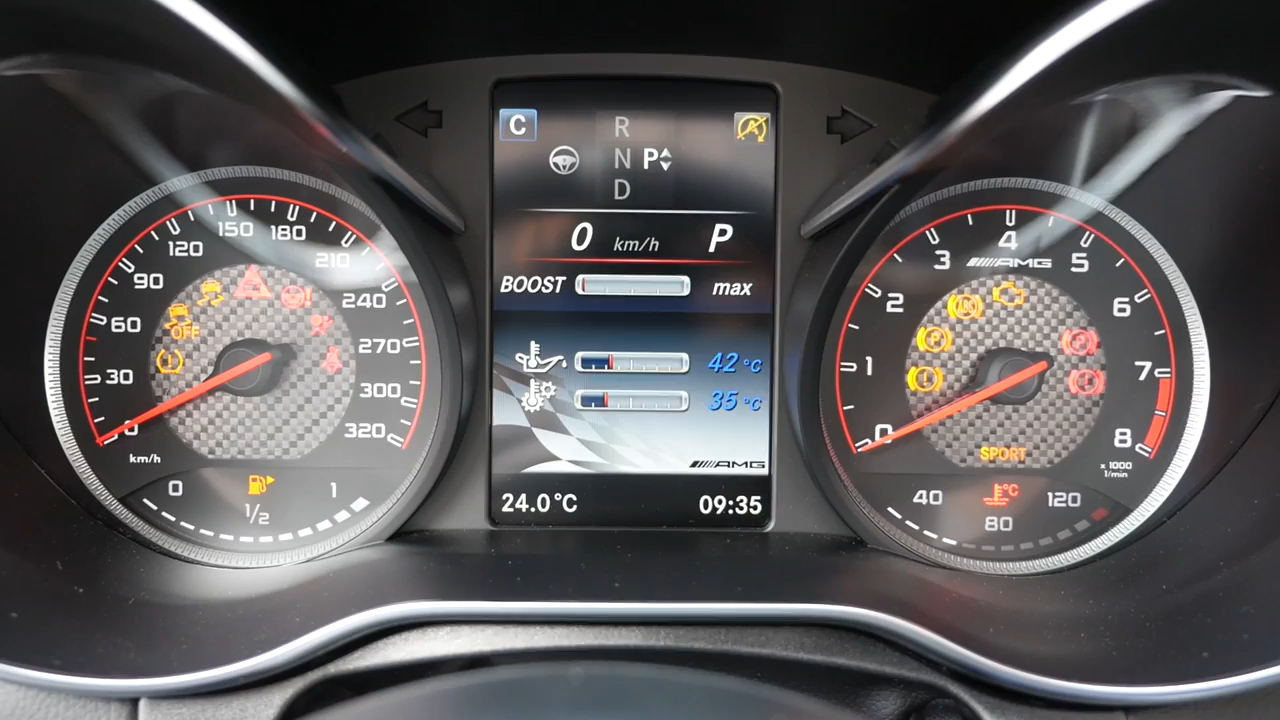 C
R
N P
D
0 km/h P
BOOST max
42 °C
35 °C
AMG
24.0°C 09:35
0
30
60
90
120
150
180
210
240
270
300
320
km/h
OFF
0 1/2 1
0
1
2
3
4
5
6
7
8
AMG
x 1000
1/min
ABS
P
P
SPORT
°C
40 80 120